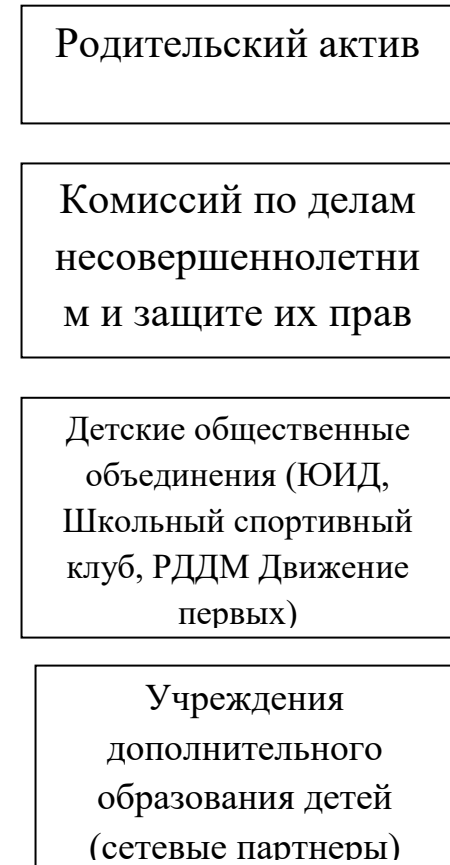 Родительский актив
Комиссий по делам
несовершеннолетни
м и защите их прав
Детские общественные
объединения (ЮИД,
Школьный спортивный
клуб, РДДМ Движение
первых)
Учреждения
дополнительного
образования детей
(сетевые партнеры)